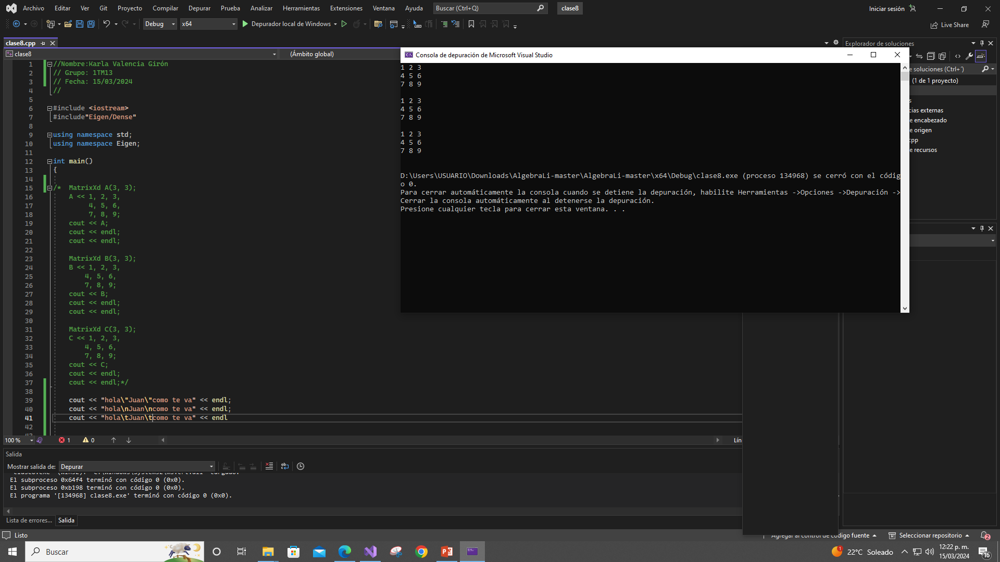 Archivo Editar Ver Git Proyecto Compilar Depurar Prueba Analizar Herramientas Extensiones Ventana Ayuda Buscar (Ctrl+Q) clase8 Iniciar sesión
Debug x64 Depurador local de Windows Live Share
clase8.cpp Explorador de soluciones
clase8 (Ámbito global)
1 //Nombre:Karla Valencia Girón
2 // Grupo: 1TM13
3 // Fecha: 15/03/2024
4 //
5
6 #include <iostream>
7 #include"Eigen/Dense"
8
9 using namespace std;
10 using namespace Eigen;
11
12 int main()
13 {
14
15 /* MatrixXd A(3, 3);
16 A << 1, 2, 3,
17 4, 5, 6,
18 7, 8, 9;
19 cout << A;
20 cout << endl;
21 cout << endl;
22
23 MatrixXd B(3, 3);
24 B << 1, 2, 3,
25 4, 5, 6,
26 7, 8, 9;
27 cout << B;
28 cout << endl;
29 cout << endl;
30
31 MatrixXd C(3, 3);
32 C << 1, 2, 3,
33 4, 5, 6,
34 7, 8, 9;
35 cout << C;
36 cout << endl;
37 cout << endl;*/
38
39 cout << "hola\"Juan\"como te va" << endl;
40 cout << "hola\nJuan\ncomo te va" << endl;
41 cout << "hola\tJuan\tcomo te va" << endl
42
Consola de depuración de Microsoft Visual Studio
1 2 3
4 5 6
7 8 9
1 2 3
4 5 6
7 8 9
1 2 3
4 5 6
7 8 9
D:\Users\USUARIO\Downloads\AlgebraLi-master\AlgebraLi-master\x64\Debug\clase8.exe (proceso 134968) se cerró con el códig
o 0.
Para cerrar automáticamente la consola cuando se detiene la depuración, habilite Herramientas ->Opciones ->Depuración ->
Cerrar la consola automáticamente al detenerse la depuración.
Presione cualquier tecla para cerrar esta ventana. . .
e soluciones (Ctrl+´)
(1 de 1 proyecto)
s
cias externas
e encabezado
e origen
cpp
e recursos
100 % 1 0 Lín
Salida
Mostrar salida de: Depurar
El subproceso 0x64f4 terminó con código 0 (0x0).
El subproceso 0xb198 terminó con código 0 (0x0).
El programa '[134968] clase8.exe' terminó con código 0 (0x0).
Lista de errores... Salida
Listo Agregar al control de código fuente Seleccionar repositorio 2
Buscar 1 22°C Soleado 12:22 p. m.
15/03/2024 16